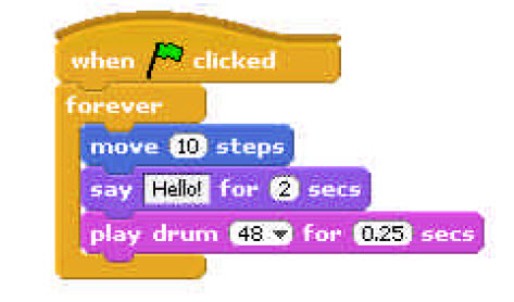 when clicked
forever
move 10 steps
say Hello! for 2 secs
play drum 48 for 0.25 secs